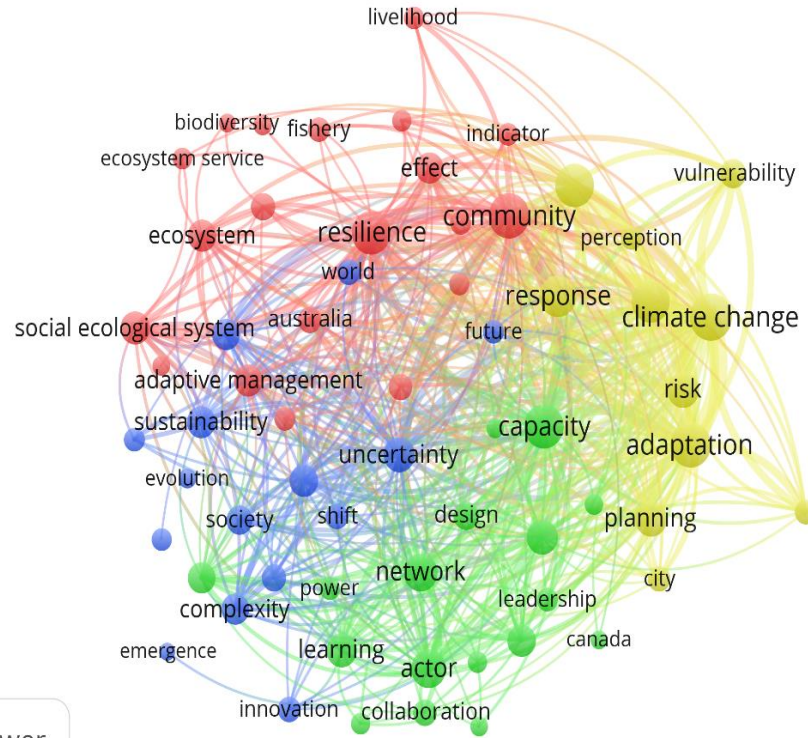 livelihood
biodiversity
fishery
indicator
ecosystem service
effect
vulnerability
community
resilience
ecosystem
perception
world
response
climate change
australia
social ecological system
future
adaptive management
risk
sustainability
capacity
adaptation
uncertainty
evolution
society
shift
design
planning
network
city
power
leadership
complexity
canada
emergence
learning
actor
innovation
collaboration